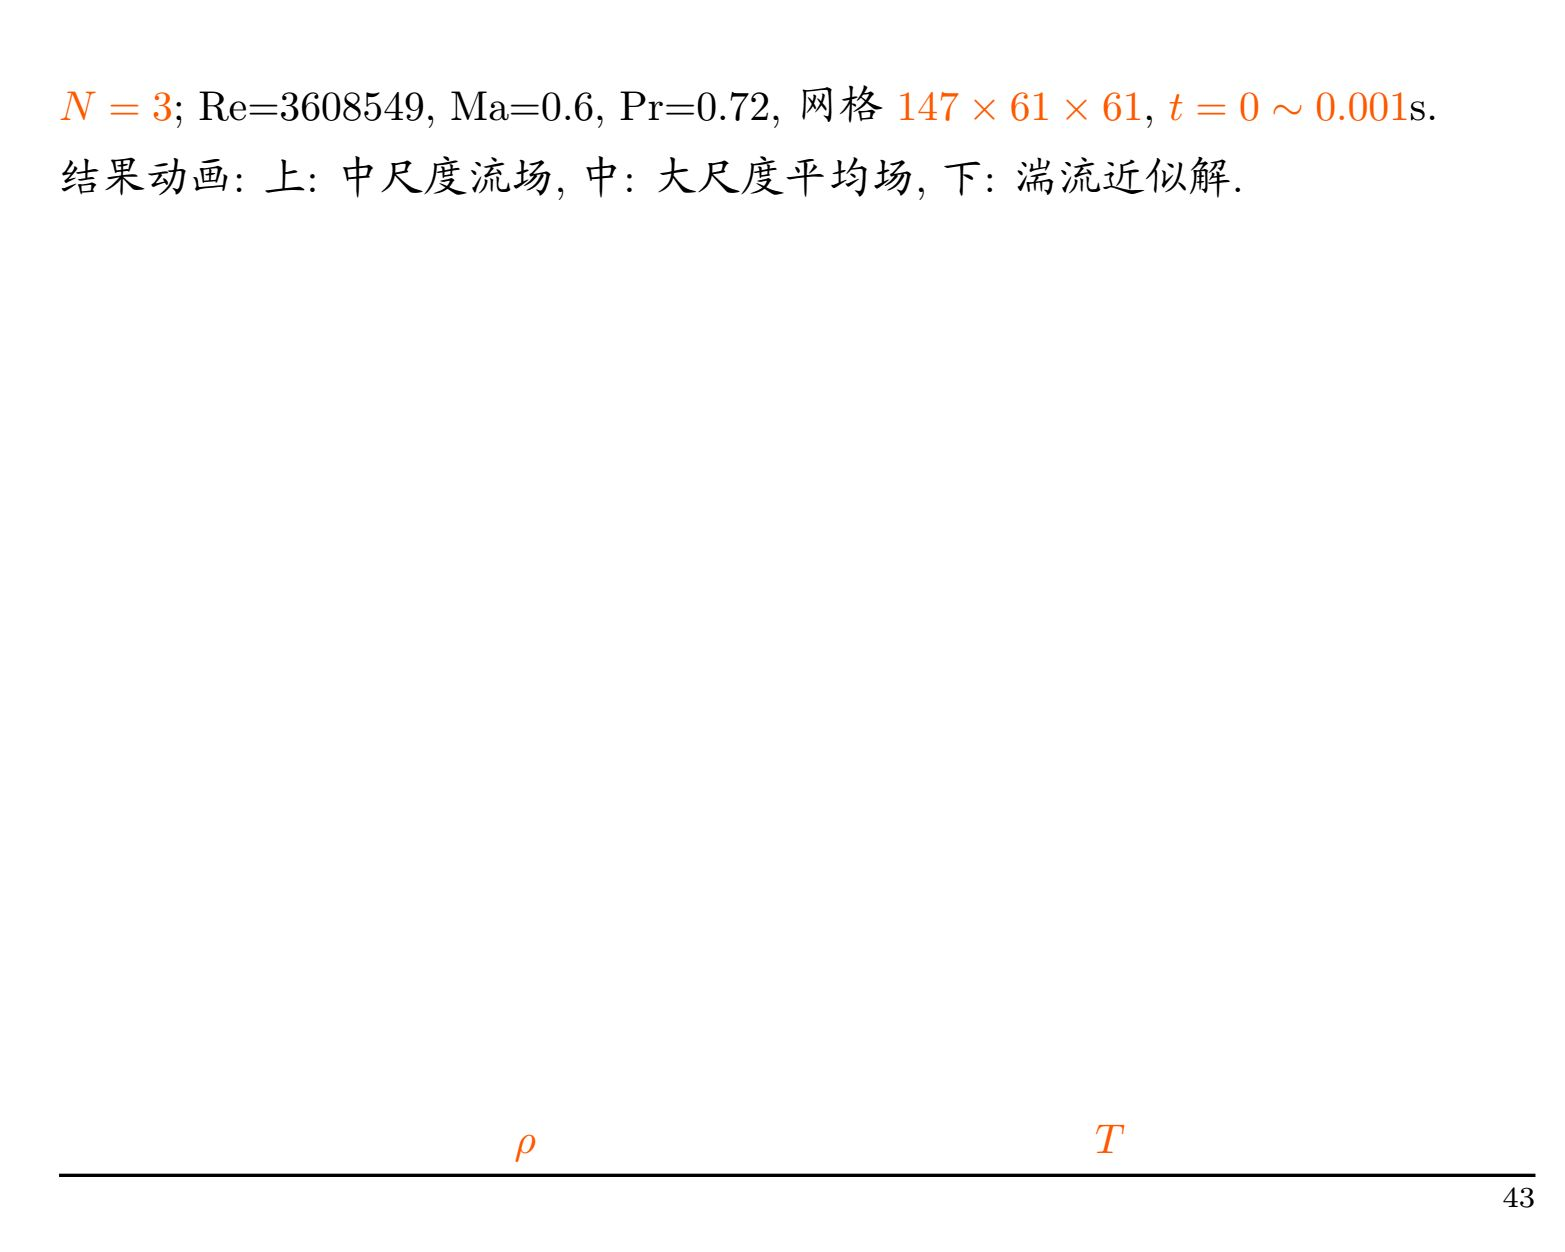 N = 3; Re=3608549, Ma=0.6, Pr=0.72, 网格 147 × 61 × 61, t = 0 ∼ 0.001s.
结果动画: 上: 中尺度流场, 中: 大尺度平均场, 下: 湍流近似解.
ρ T
43